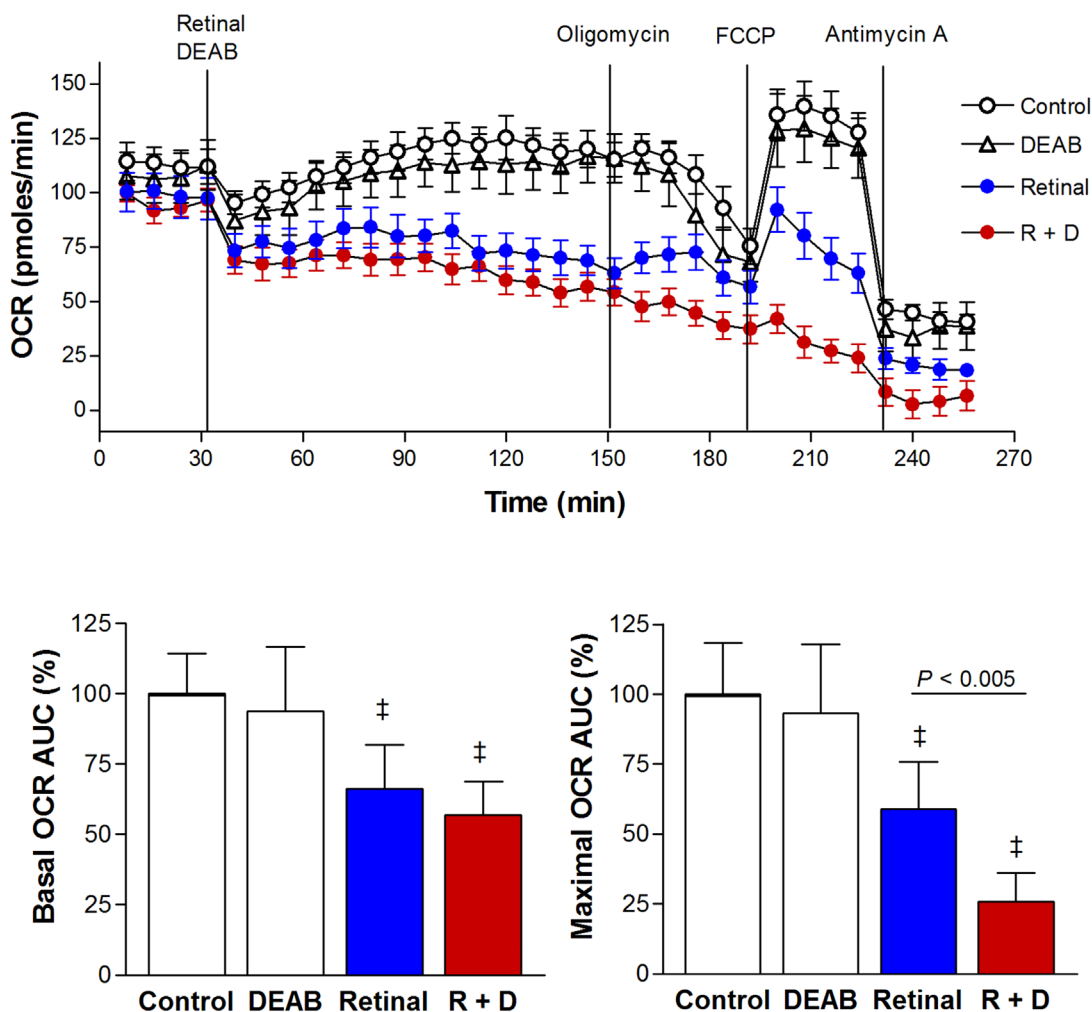 Retinal
DEAB
Oligomycin
FCCP
Antimycin A
OCR (pmoles/min)
150
125
100
75
50
25
0
0
30
60
90
120
150
180
210
240
270
Time (min)
Control
DEAB
Retinal
R + D
Basal OCR AUC (%)
125
100
75
50
25
0
‡
‡
Control
DEAB
Retinal
R + D
Maximal OCR AUC (%)
125
100
75
50
25
0
P < 0.005
‡
‡
Control
DEAB
Retinal
R + D